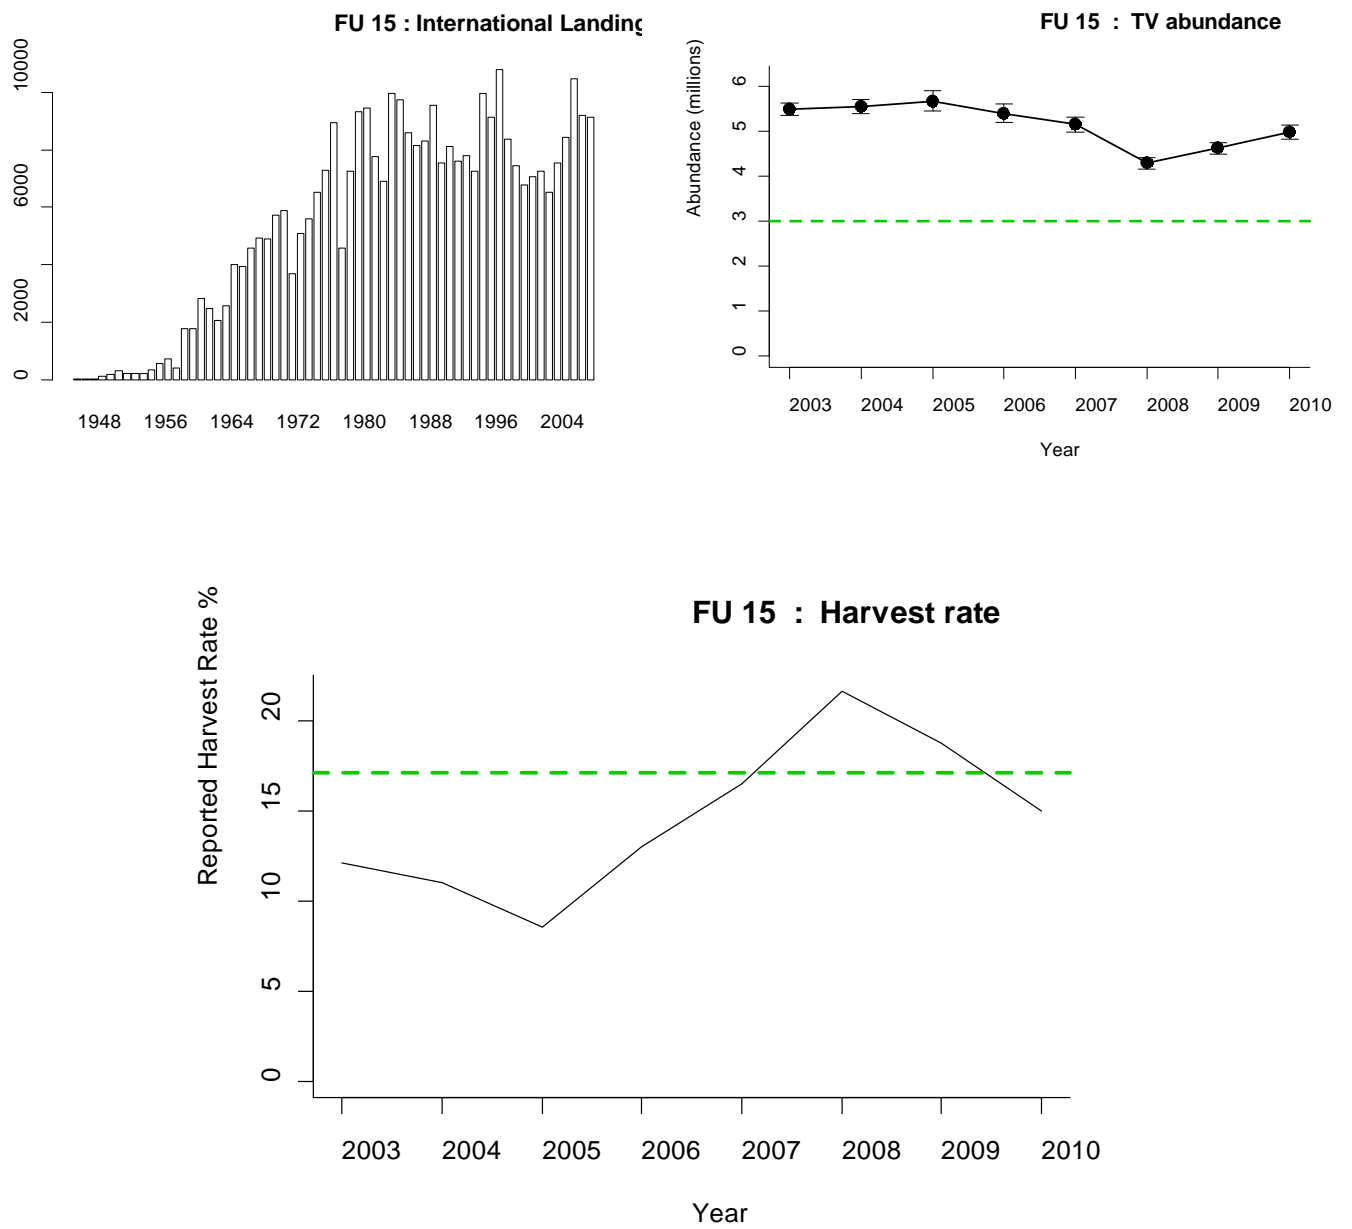 FU 15 : International Landing
10000
6000
2000
0
1948 1956 1964 1972 1980 1988 1996 2004
FU 15 : TV abundance
Abundance (millions)
6
5
4
3
2
1
0
2003 2004 2005 2006 2007 2008 2009 2010
Year
FU 15 : Harvest rate
Reported Harvest Rate %
20
15
10
5
0
2003 2004 2005 2006 2007 2008 2009 2010
Year